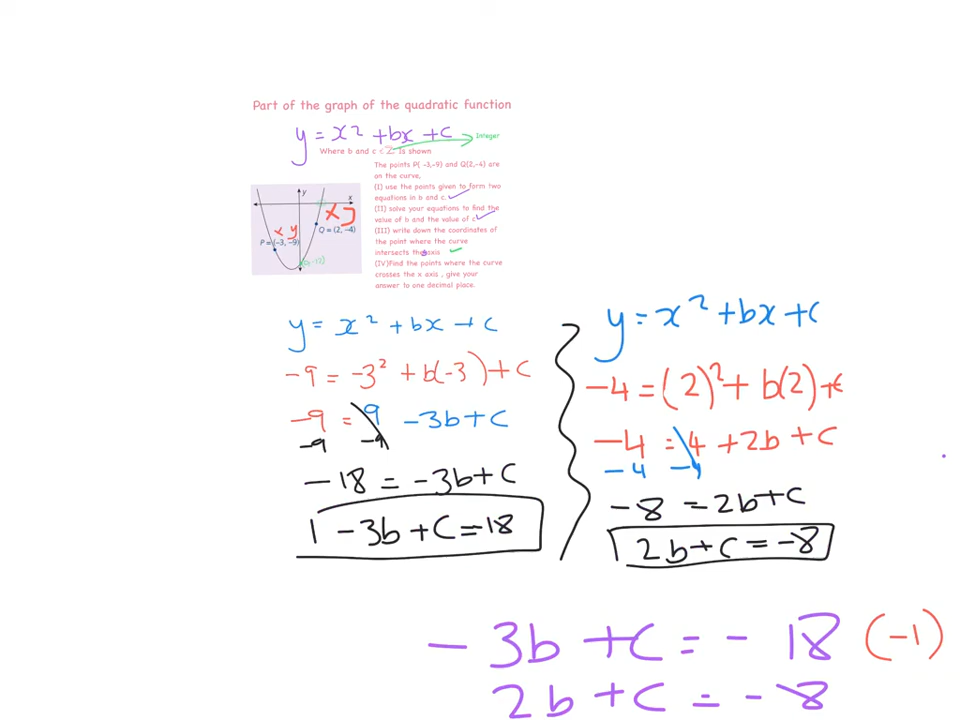 Part of the graph of the quadratic function
y = x² + bx + c
Integer
Where b and c ∈ Z is shown
The points P( -3,-9) and Q(2,-4) are
on the curve,
(I) use the points given to form two
equations in b and c.
(II) solve your equations to find the
value of b and the value of c
(III) write down the coordinates of
the point where the curve
intersects the y axis
(IV)Find the points where the curve
crosses the x axis , give your
answer to one decimal place.
y
x
x y
Q = (2, -4)
x y
P = (-3, -9)
(0,-12)
y = x² + bx + c
-9 = -3² + b(-3) + c
-9 = 9 -3b + c
-9 -9
-18 = -3b + c
1 -3b + c = 18
y = x² + bx + c
-4 = (2)² + b(2) + c
-4 = 4 + 2b + c
-4 -4
-8 = 2b + c
2b + c = -8
-3b + c = -18 (-1)
2b + c = -8